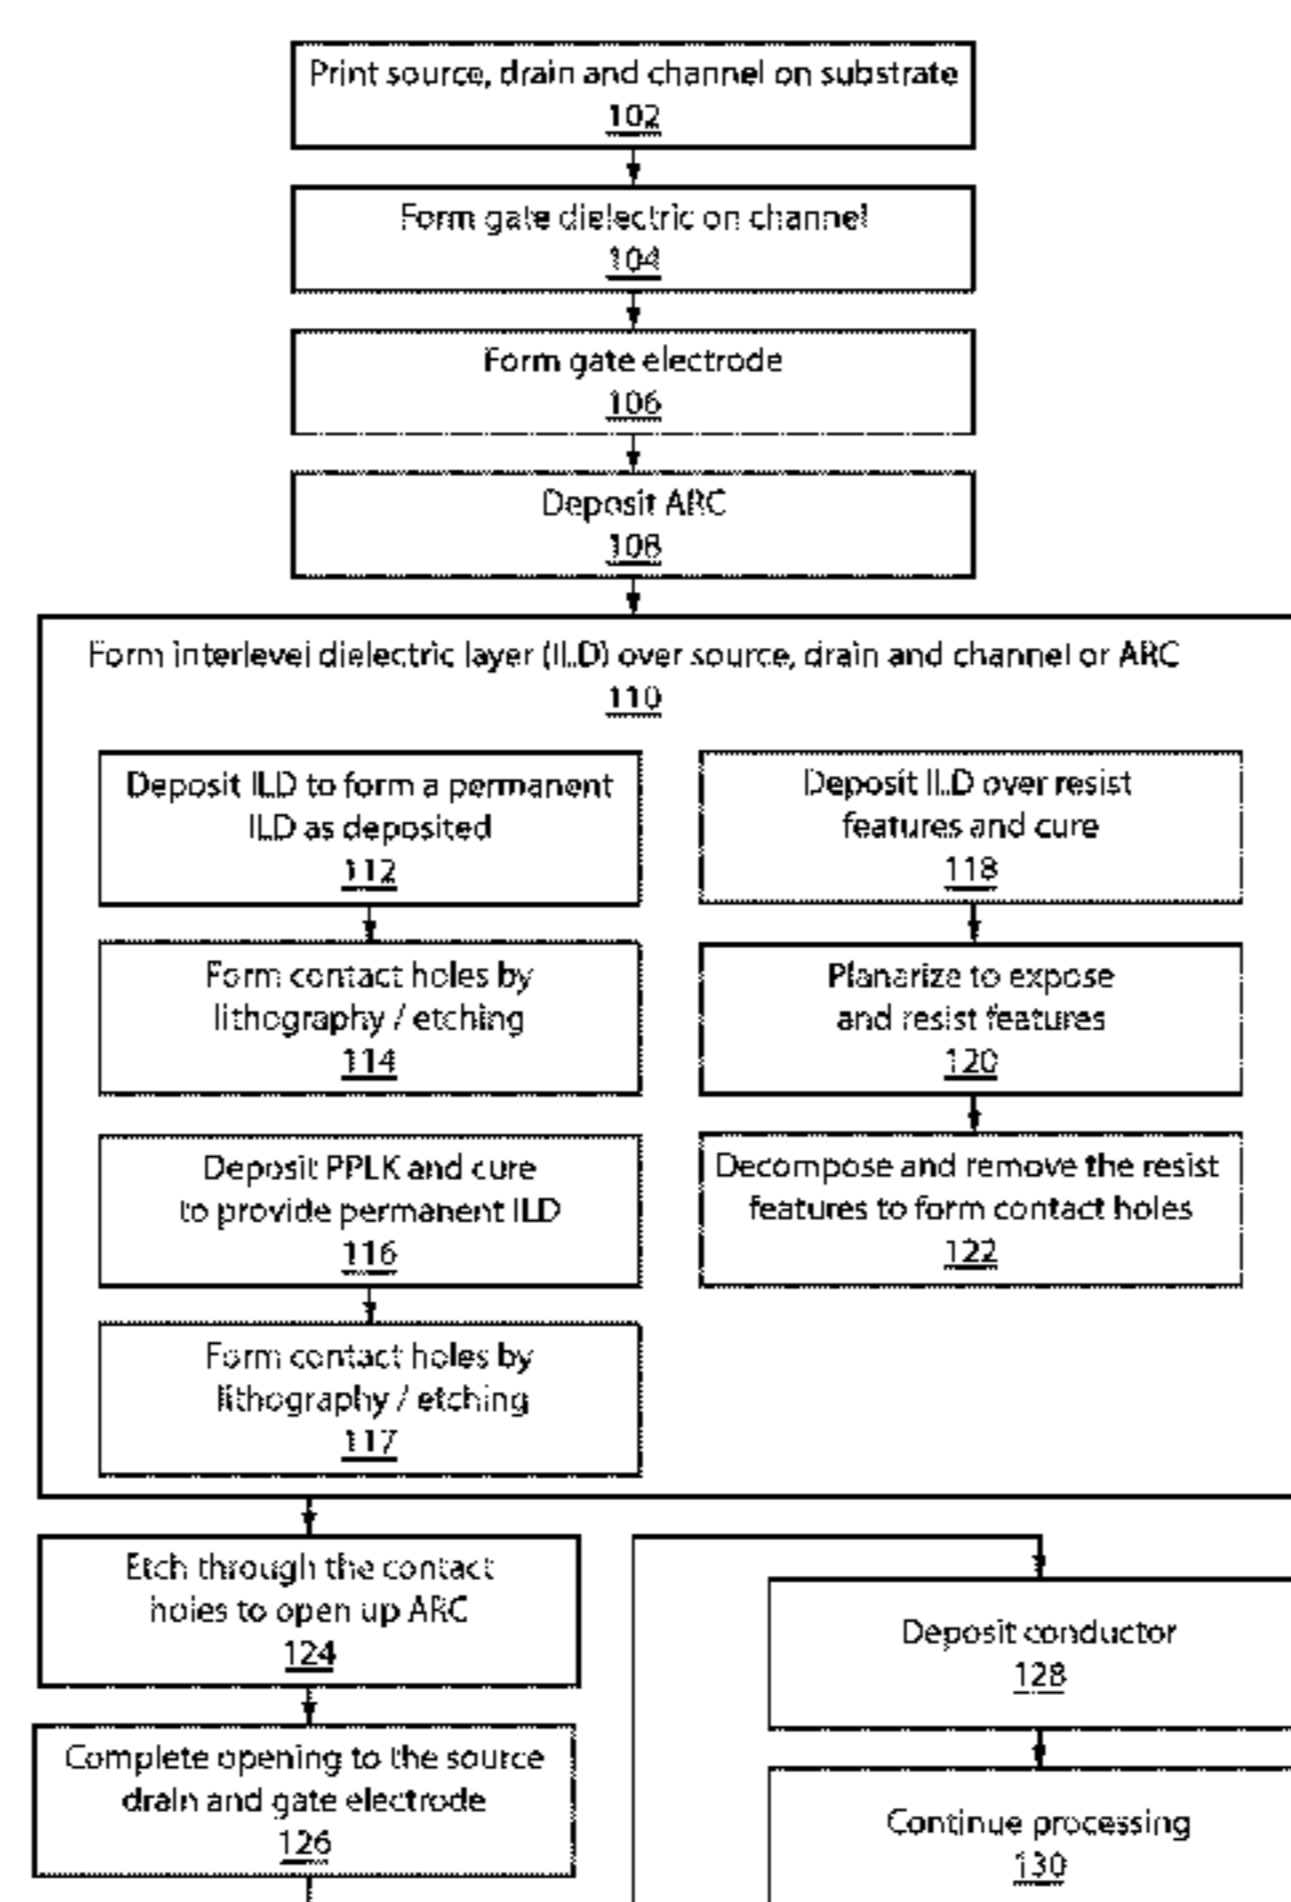 Print source, drain and channel on substrate
102
Form gate dielectric on channel
104
Form gate electrode
106
Deposit ARC
108
Form interlevel dielectric layer (ILD) over source, drain and channel or ARC
110
Deposit ILD to form a permanent
ILD as deposited
112
Form contact holes by
lithography / etching
114
Deposit PPLK and cure
to provide permanent ILD
116
Form contact holes by
lithography / etching
117
Deposit ILD over resist
features and cure
118
Planarize to expose
and resist features
120
Decompose and remove the resist
features to form contact holes
122
Etch through the contact
holes to open up ARC
124
Complete opening to the source
drain and gate electrode
126
Deposit conductor
128
Continue processing
130